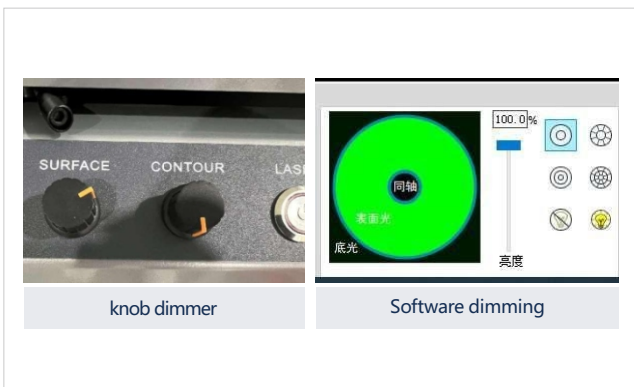 SURFACE
CONTOUR
100.0%
同轴
表面光
底光
亮度
knob dimmer
Software dimming